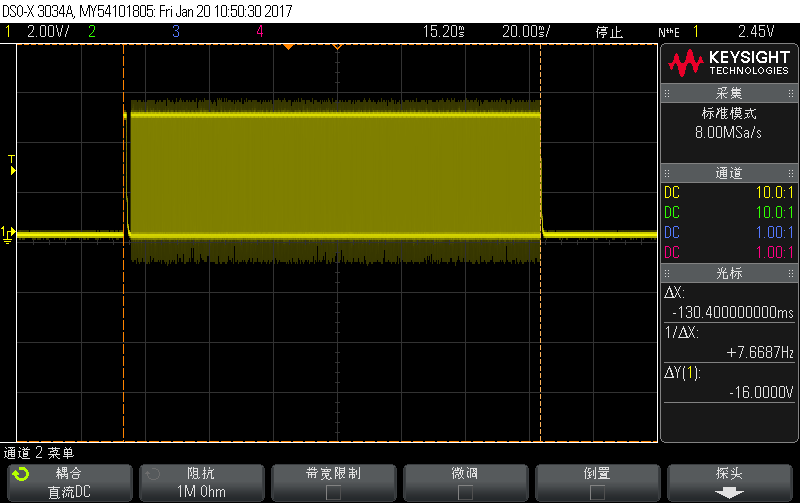 DSO-X 3034A, MY54101805: Fri Jan 20 10:50:30 2017
1 2.00V/ 2 3 4 15.20s 20.00ms/ 停止 NthE 1 2.45V
KEYSIGHT
TECHNOLOGIES
采集
标准模式
8.00MSa/s
通道
DC 10.0:1
DC 10.0:1
DC 1.00:1
DC 1.00:1
光标
ΔX:
-130.400000000ms
1/ΔX:
+7.6687Hz
ΔY(1):
-16.0000V
T
1
通道 2 菜单
耦合
直流DC
阻抗
1M Ohm
带宽限制
微调
倒置
探头